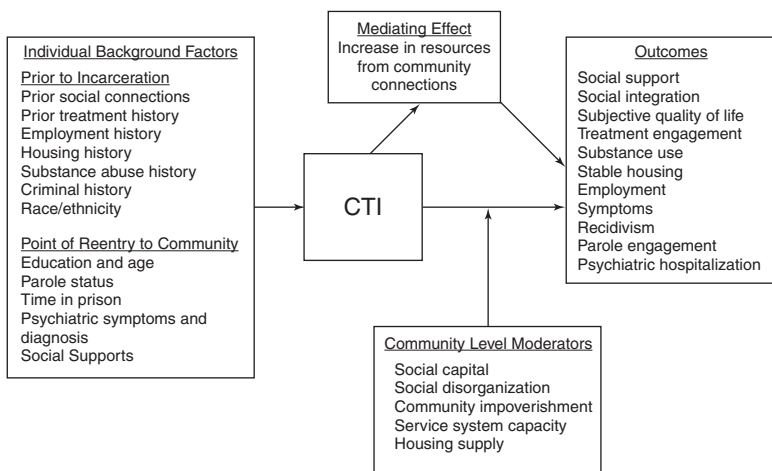 Individual Background Factors
Prior to Incarceration
Prior social connections
Prior treatment history
Employment history
Housing history
Substance abuse history
Criminal history
Race/ethnicity
Point of Reentry to Community
Education and age
Parole status
Time in prison
Psychiatric symptoms and
diagnosis
Social Supports
Mediating Effect
Increase in resources
from community
connections
CTI
Community Level Moderators
Social capital
Social disorganization
Community impoverishment
Service system capacity
Housing supply
Outcomes
Social support
Social integration
Subjective quality of life
Treatment engagement
Substance use
Stable housing
Employment
Symptoms
Recidivism
Parole engagement
Psychiatric hospitalization